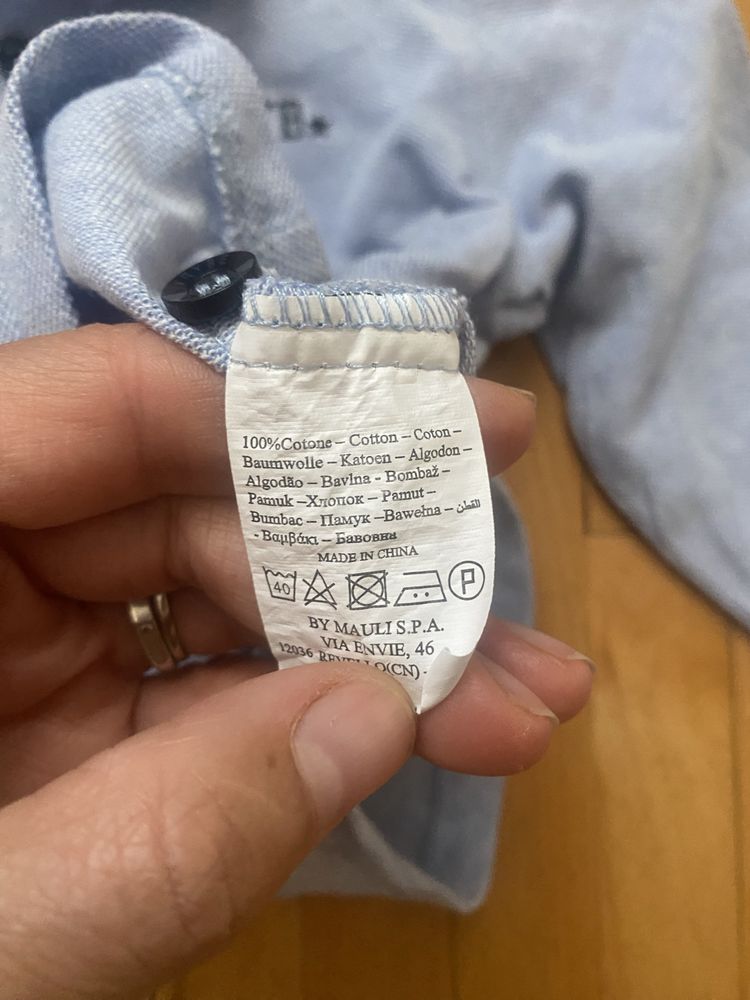 TB.
100%Cotone – Cotton – Coton –
Baumwolle – Katoen – Algodon –
Algodão – Bavlna - Bombaž –
Pamuk –Хлопок – Pamut –
Bumbac – Памук –Bawełna – القطن
- Βαμβάκι – Бавовна
MADE IN CHINA
40
P
BY MAULI S.P.A.
VIA ENVIE, 46
12036 REVELLO(CN) -